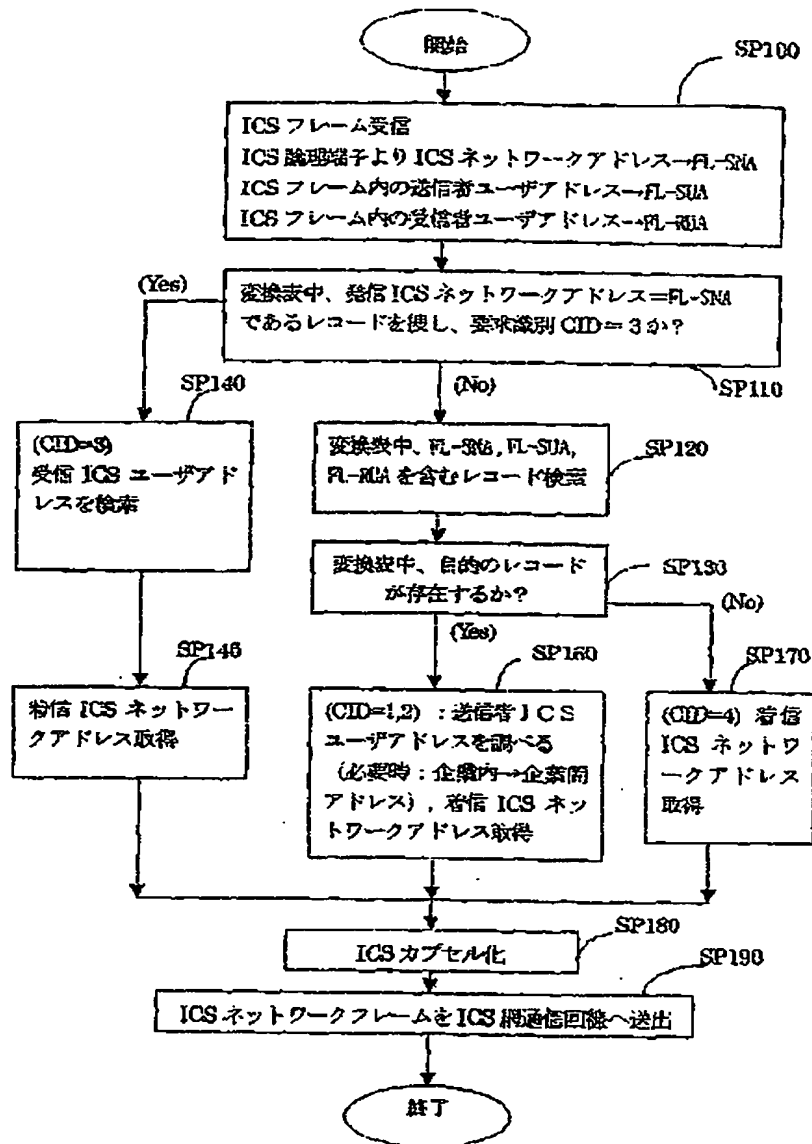 開始
SP100
ICS フレーム受信
ICS 論理端子より ICS ネットワークアドレス→FL-SNA
ICS フレーム内の送信者ユーザアドレス→FL-SUA
ICS フレーム内の受信者ユーザアドレス→FL-RUA
(Yes)
変換表中、発信 ICS ネットワークアドレス＝FL-SNA
であるレコードを捜し、要求識別 CID＝3か?
SP110
(No)
SP140
(CID=3)
受信 ICS ユーザアド
レスを検索
変換表中、FL-SNA, FL-SUA,
FL-RUA を含むレコード検索
SP120
変換表中、目的のレコード
が存在するか?
SP130
(No)
(Yes)
SP145
着信 ICS ネットワー
クアドレス取得
SP160
(CID=1,2) : 送信者ＩＣＳ
ユーザアドレスを調べる
（必要時：企業内→企業間
アドレス）, 着信 ICS ネッ
トワークアドレス取得
SP170
(CID=4) 着信
ICS ネットワ
ークアドレス
取得
SP180
ICS カプセル化
SP190
ICS ネットワークフレームを ICS 網通信回線へ送出
終了